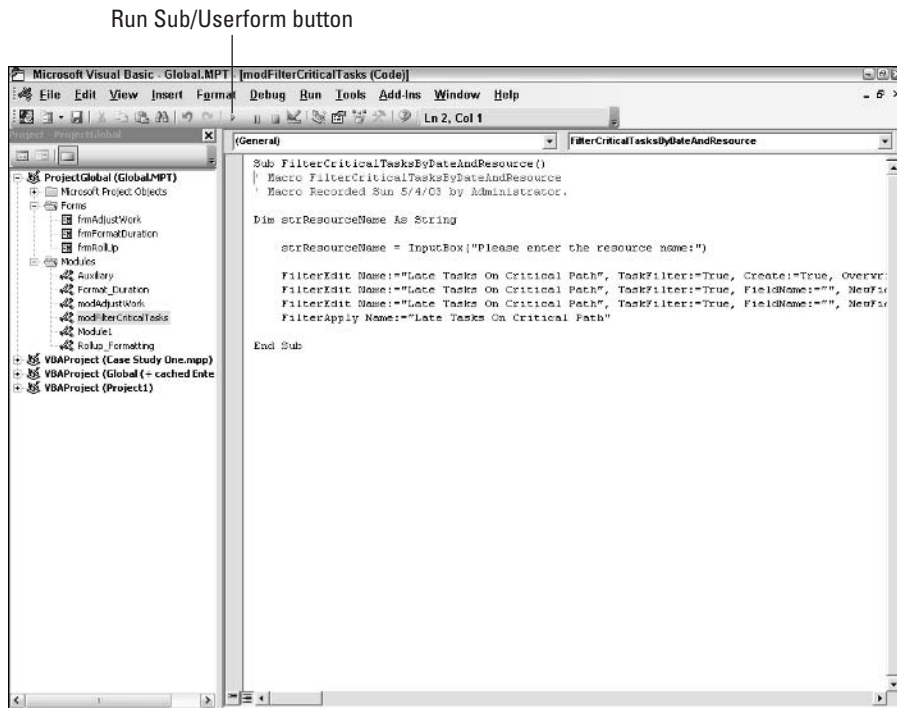 Run Sub/Userform button
Microsoft Visual Basic - Global.MPT - [modFilterCriticalTasks (Code)]
File Edit View Insert Format Debug Run Tools Add-Ins Window Help
Ln 2, Col 1
Project - ProjectGlobal
(General)
FilterCriticalTasksByDateAndResource
ProjectGlobal (Global.MPT)
Microsoft Project Objects
Forms
frmAdjustWork
frmFormatDuration
frmRollUp
Modules
Auxiliary
Format_Duration
modAdjustWork
modFilterCriticalTasks
Module1
Rollup_Formatting
VBAProject (Case Study One.mpp)
VBAProject (Global (+ cached Ente
VBAProject (Project1)
Sub FilterCriticalTasksByDateAndResource()
' Macro FilterCriticalTasksByDateAndResource
' Macro Recorded Sun 5/4/03 by Administrator.
Dim strResourceName As String
strResourceName = InputBox("Please enter the resource name:")
FilterEdit Name:="Late Tasks On Critical Path", TaskFilter:=True, Create:=True, Overwr
FilterEdit Name:="Late Tasks On Critical Path", TaskFilter:=True, FieldName:="", NewFie
FilterEdit Name:="Late Tasks On Critical Path", TaskFilter:=True, FieldName:="", NewFie
FilterApply Name:="Late Tasks On Critical Path"
End Sub